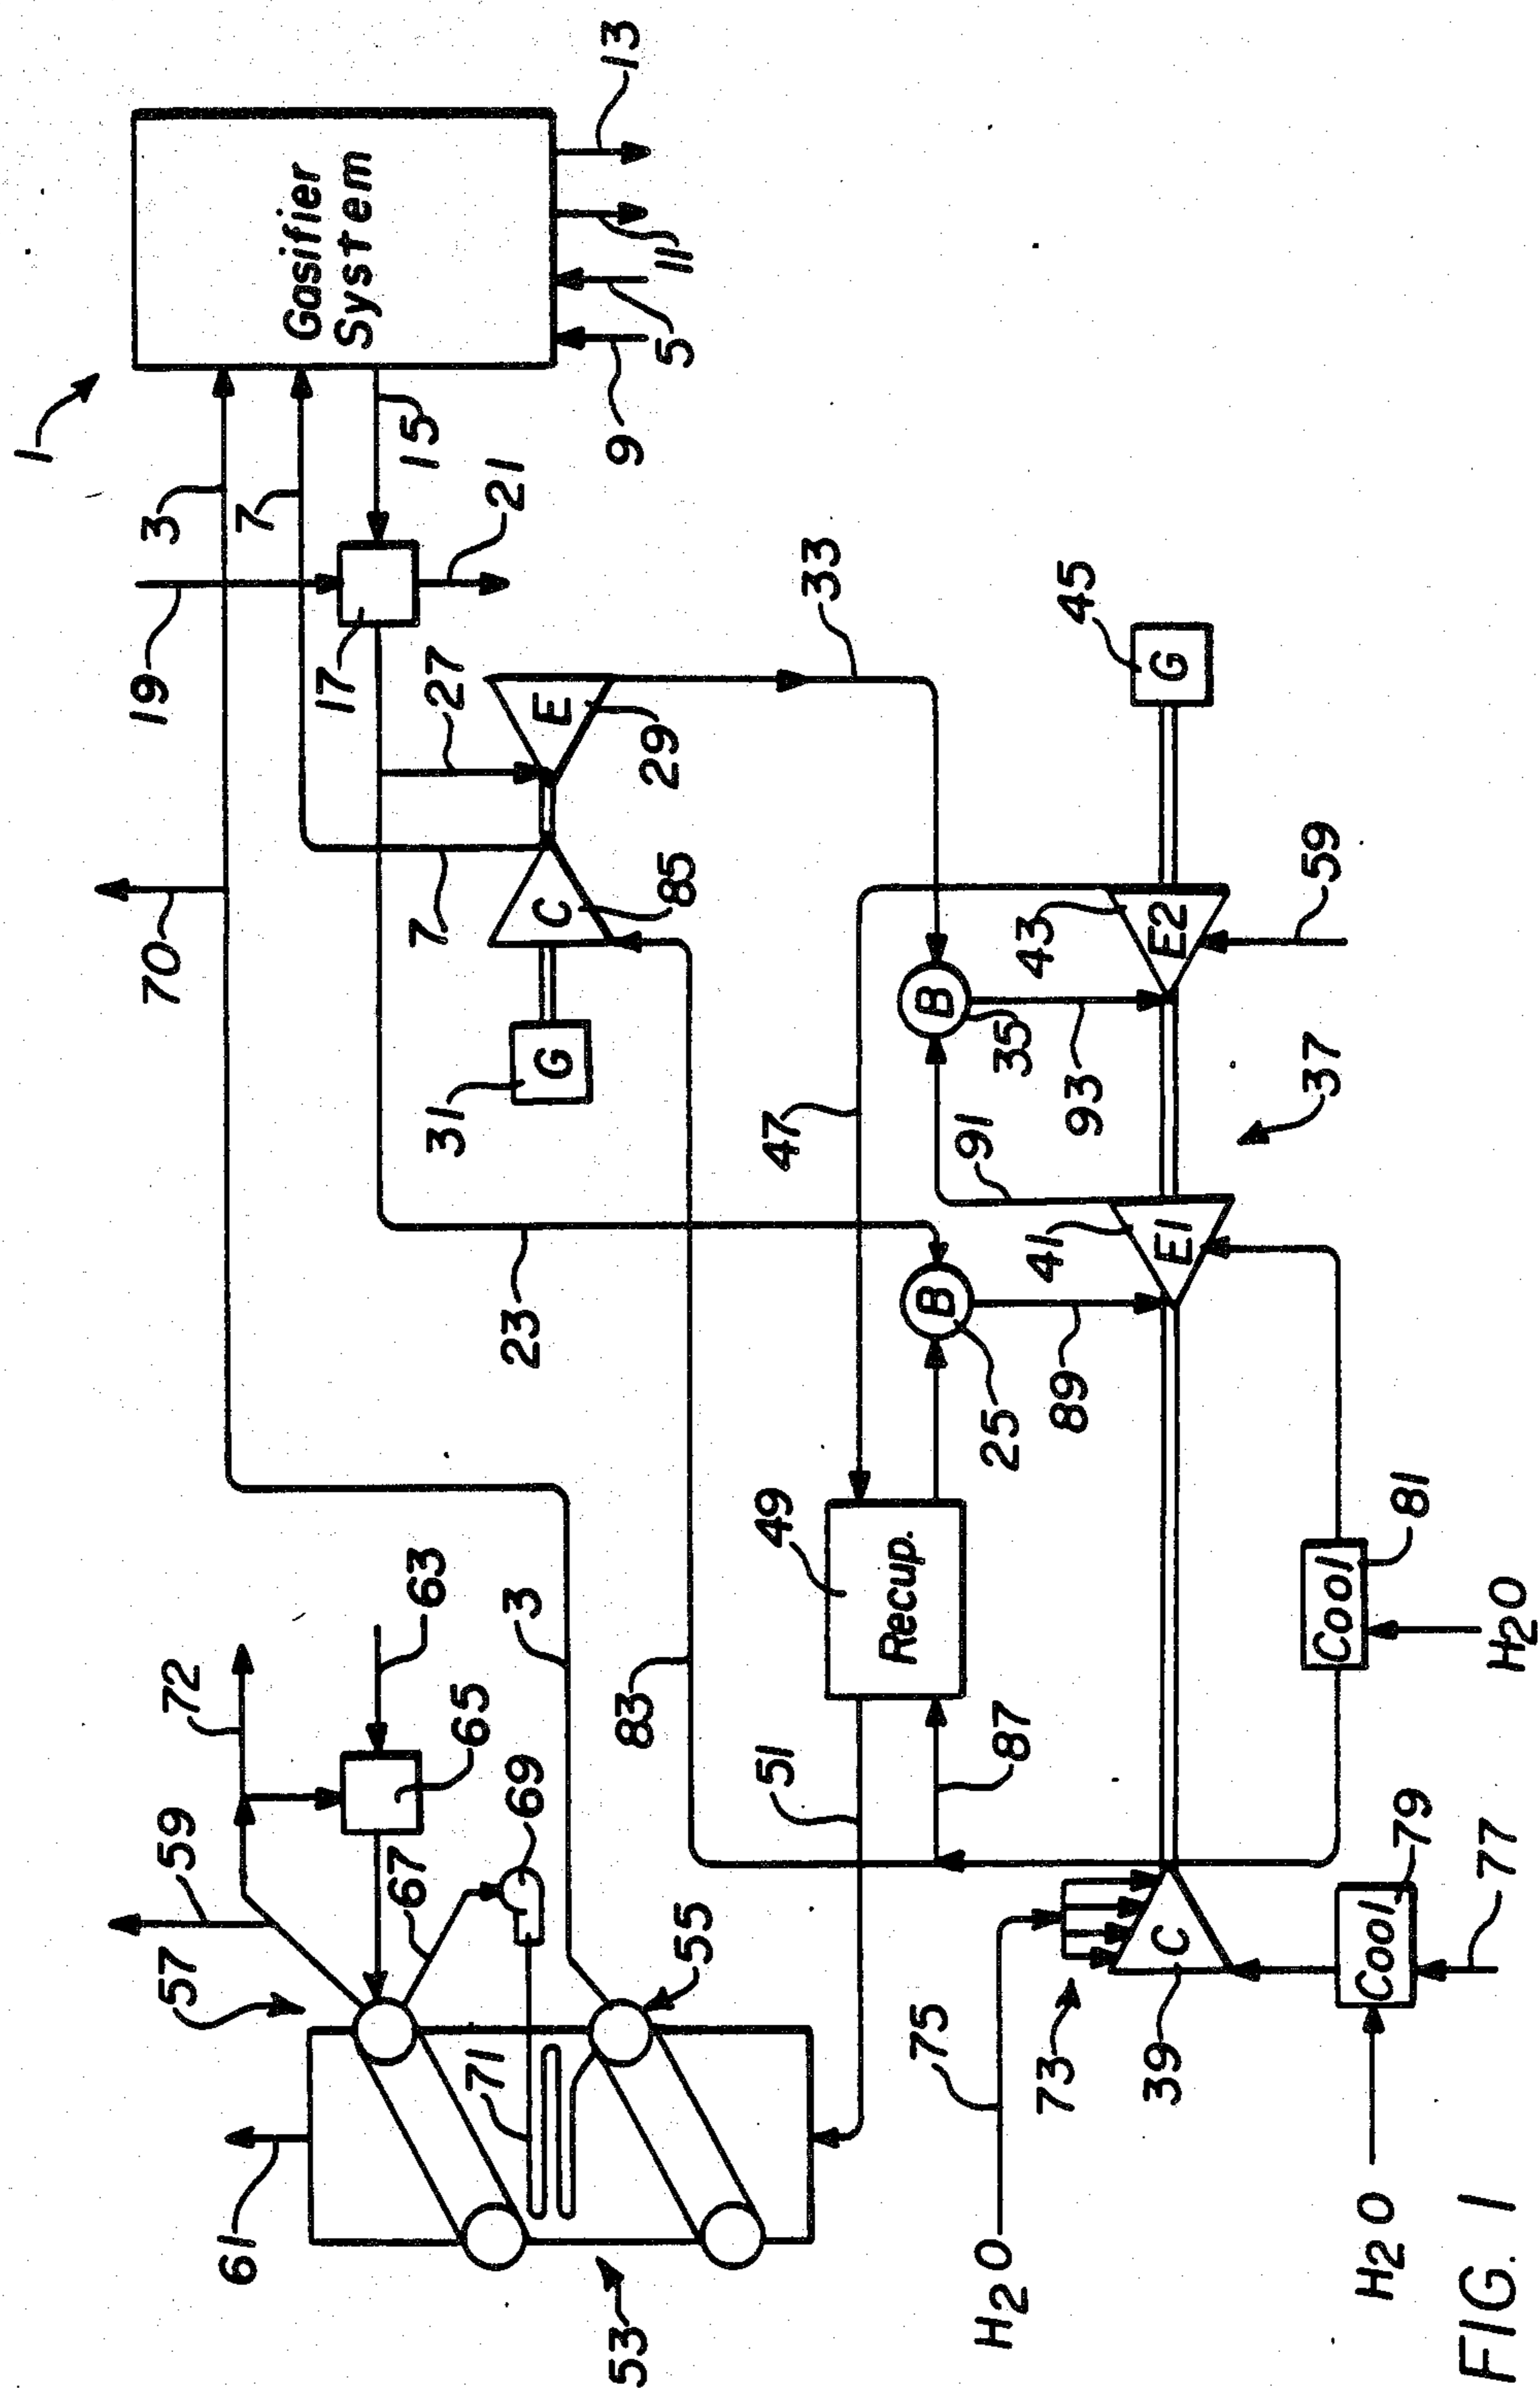 1
3
7
19
70
Gasifier
System
15
17
21
27
9
5
11
13
E
29
C
85
7
G
31
33
23
47
B
35
91
93
E2
43
59
G
45
37
E1
41
B
25
89
49
Recup.
83
51
87
3
63
72
65
59
67
69
57
55
71
61
53
H2O
75
73
C
39
Cool
79
77
H2O
Cool
81
H2O
FIG. 1